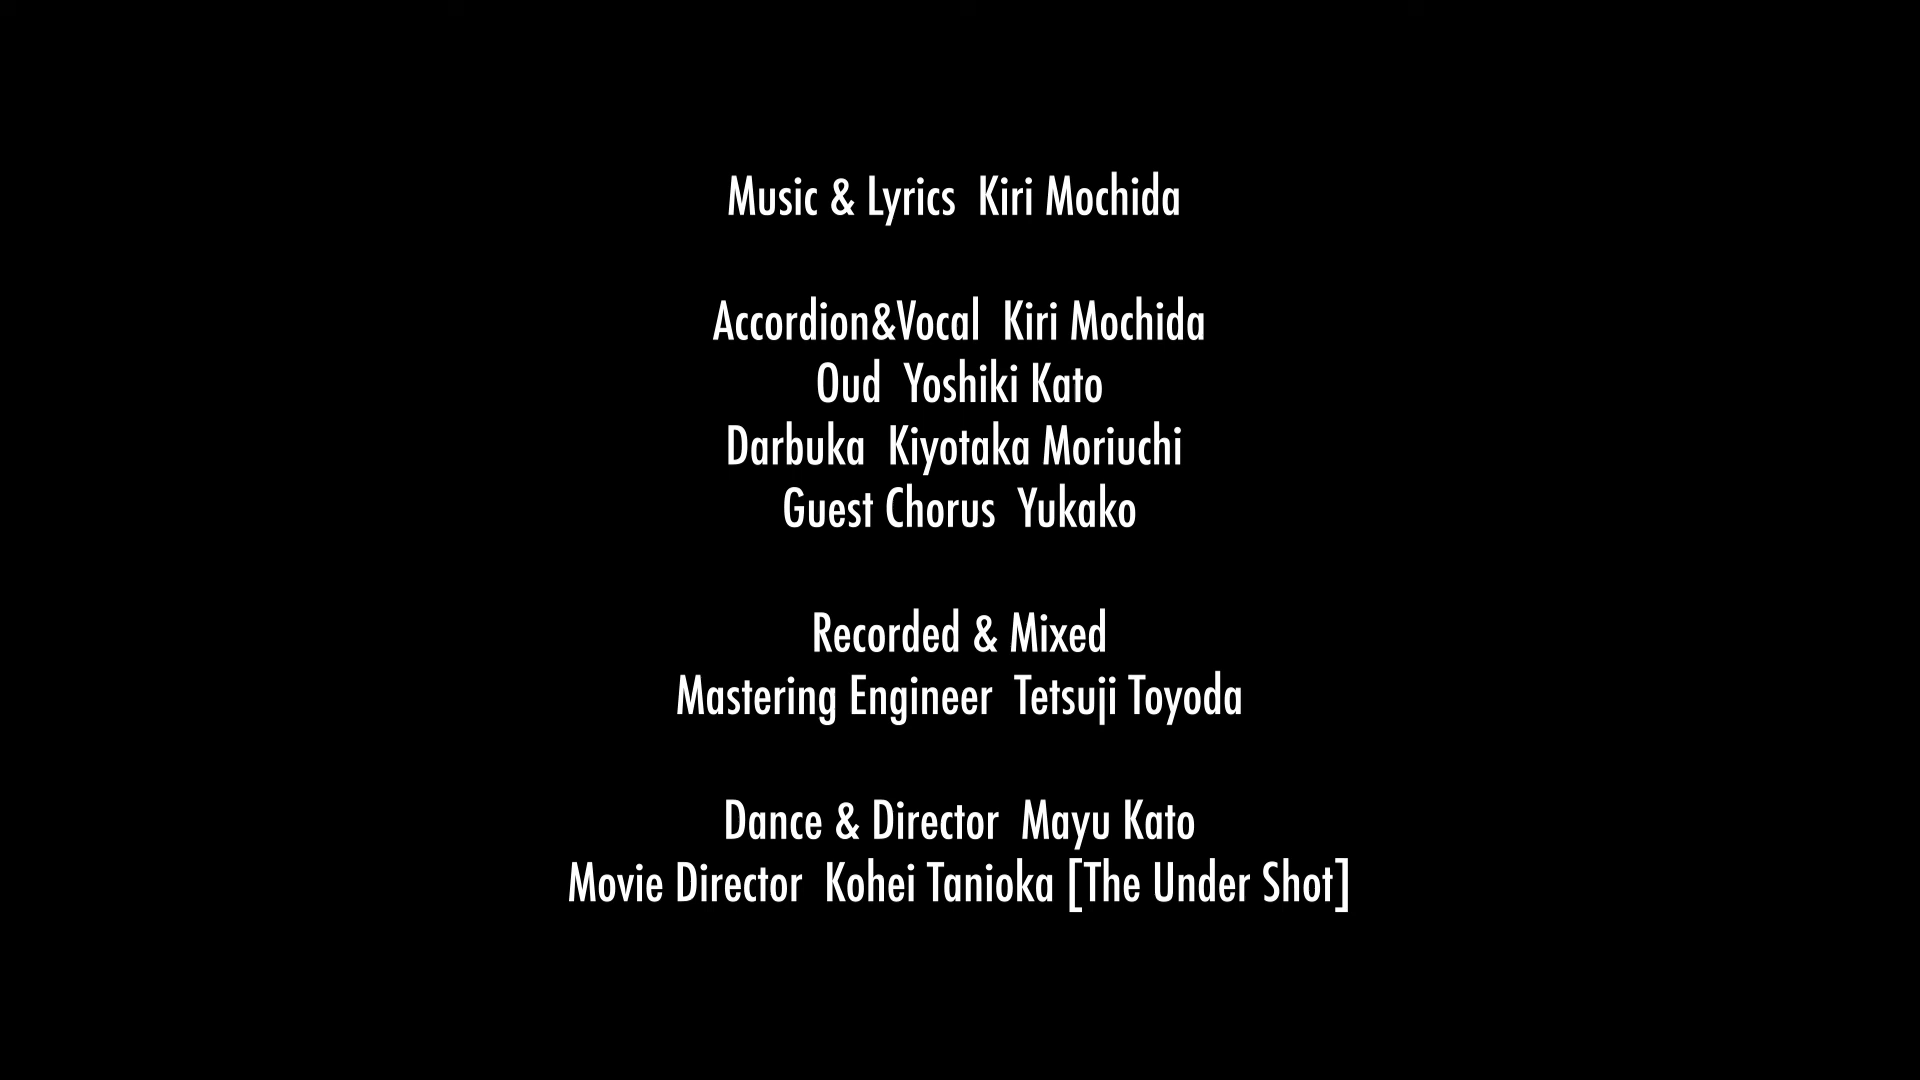 Music & Lyrics  Kiri Mochida
Accordion&Vocal  Kiri Mochida
Oud  Yoshiki Kato
Darbuka  Kiyotaka Moriuchi
Guest Chorus  Yukako
Recorded & Mixed
Mastering Engineer  Tetsuji Toyoda
Dance & Director  Mayu Kato
Movie Director  Kohei Tanioka [The Under Shot]